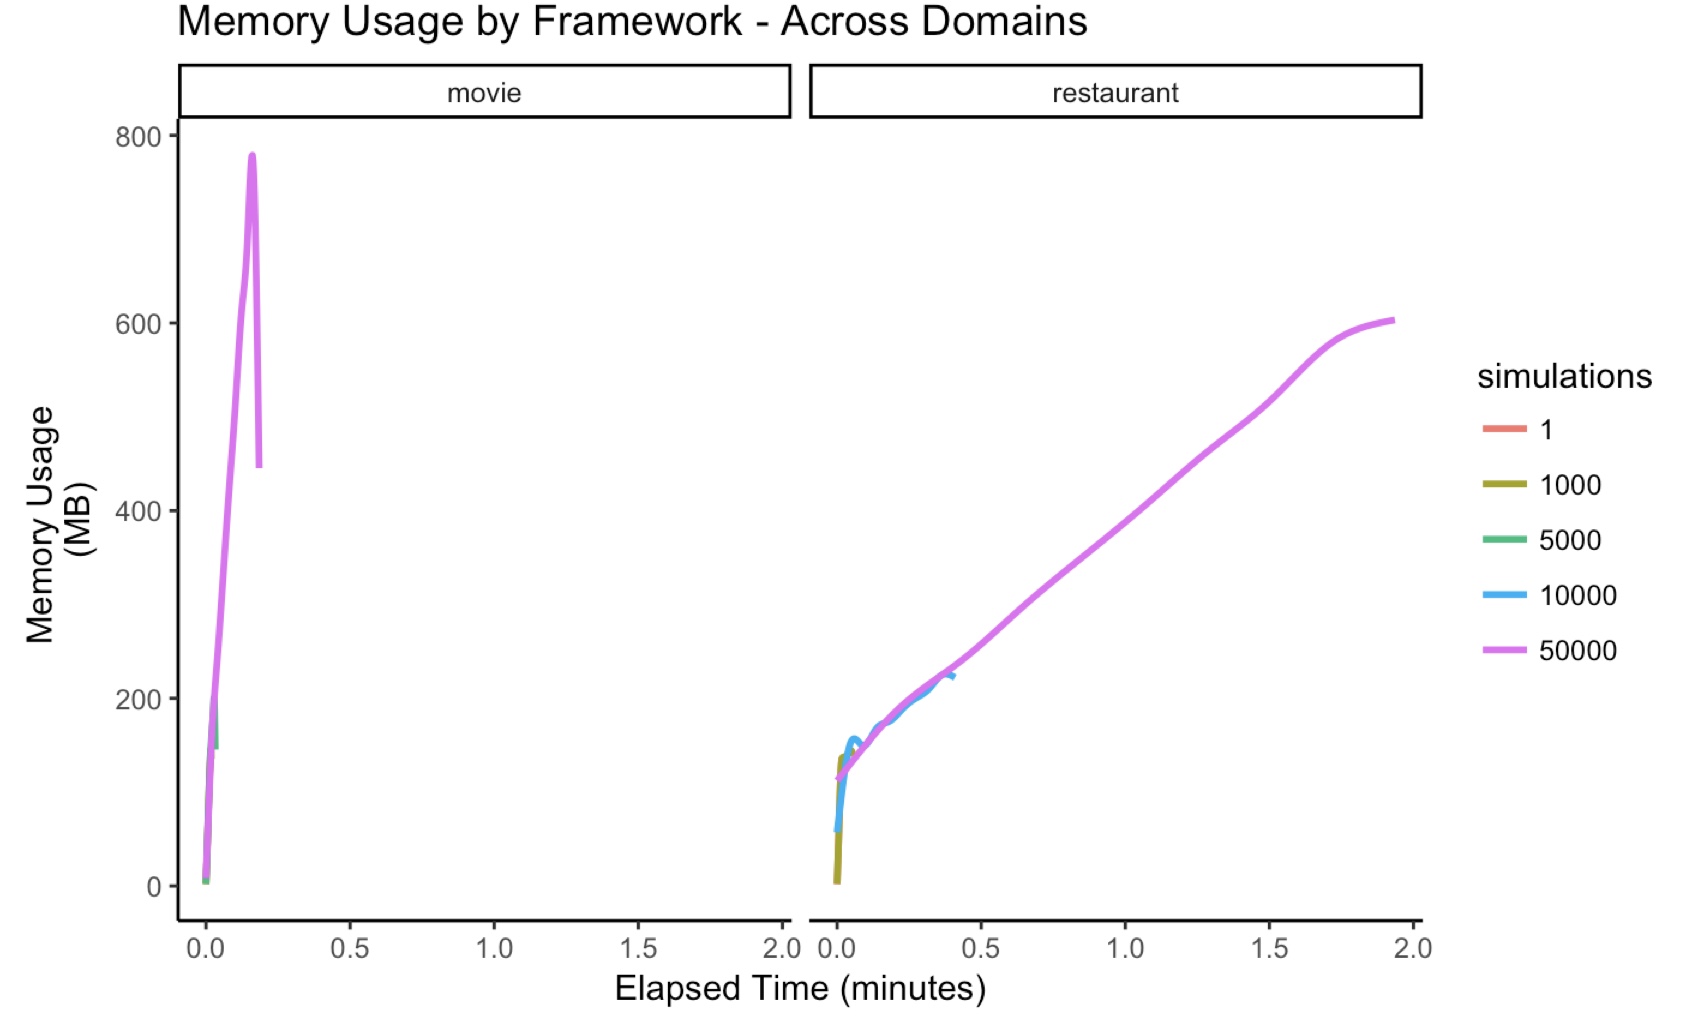 Memory Usage by Framework - Across Domains
movie
restaurant
800
600
400
200
0
Memory Usage
(MB)
0.0 0.5 1.0 1.5 2.0 0.0 0.5 1.0 1.5 2.0
Elapsed Time (minutes)
simulations
1
1000
5000
10000
50000